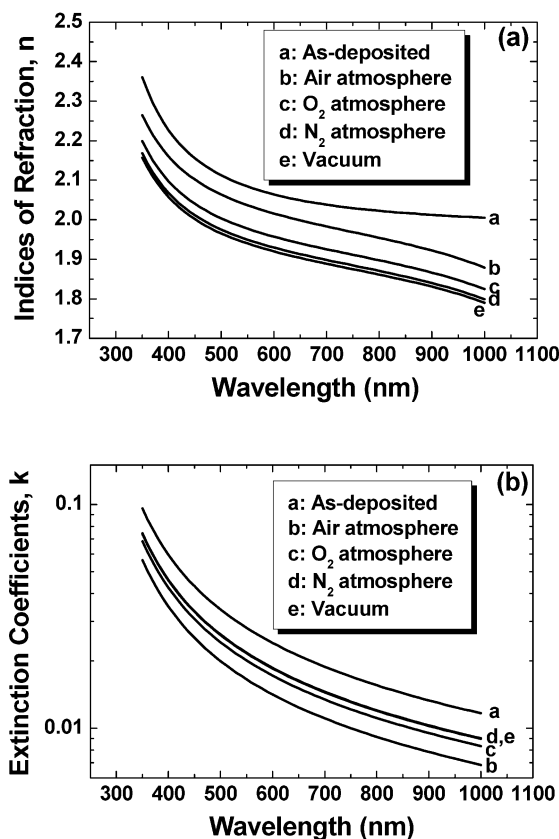 (a)
a: As-deposited
b: Air atmosphere
c: O2 atmosphere
d: N2 atmosphere
e: Vacuum
Indices of Refraction, n
2.5
2.4
2.3
2.2
2.1
2.0
1.9
1.8
1.7
a
b
c
d
e
300 400 500 600 700 800 900 1000 1100
Wavelength (nm)
(b)
a: As-deposited
b: Air atmosphere
c: O2 atmosphere
d: N2 atmosphere
e: Vacuum
Extinction Coefficients, k
0.1
0.01
a
d,e
c
b
300 400 500 600 700 800 900 1000 1100
Wavelength (nm)